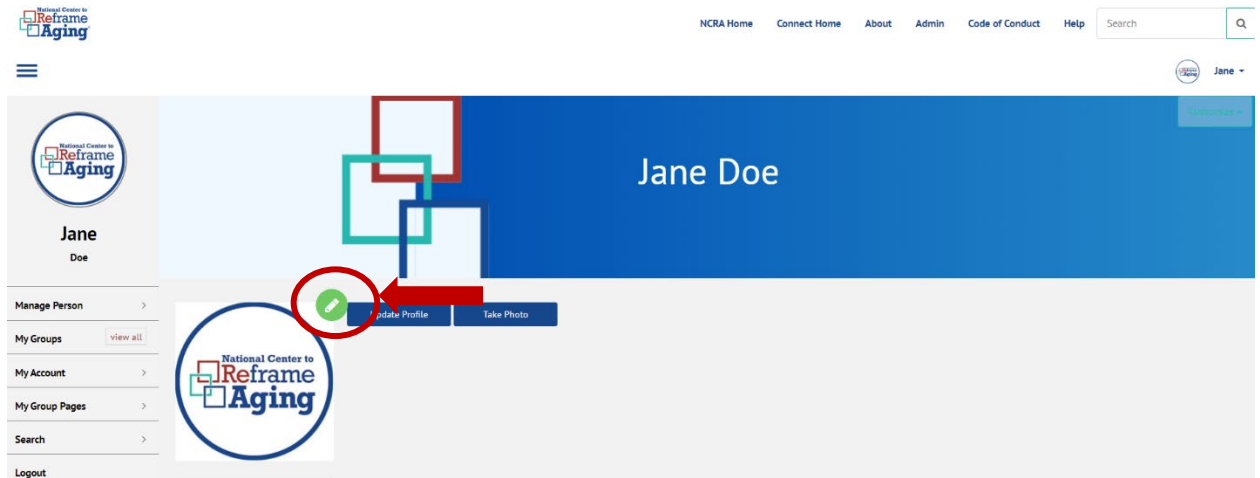 National Center to
Reframe
Aging
NCRA Home Connect Home About Admin Code of Conduct Help Search
Jane
National Center to
Reframe
Aging
Jane Doe
Jane
Doe
Manage Person
My Groups view all
My Account
My Group Pages
Search
Logout
Update Profile Take Photo
National Center to
Reframe
Aging